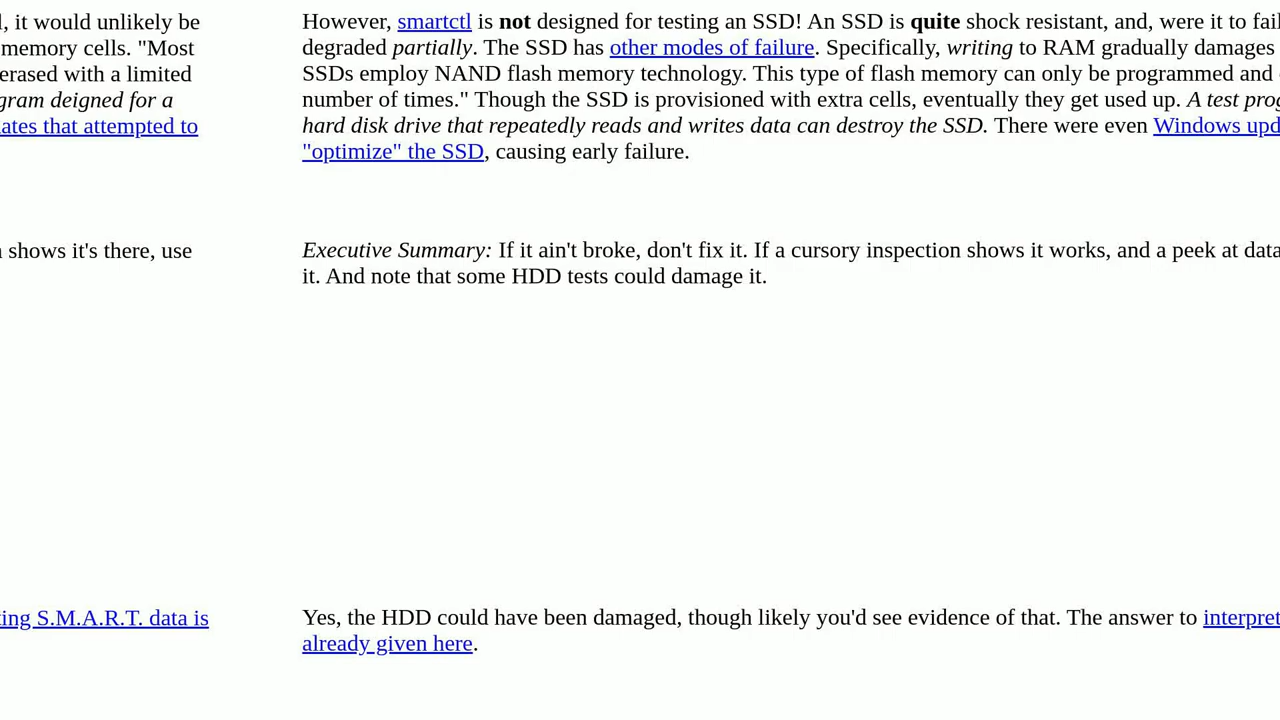 l, it would unlikely be
memory cells. "Most
erased with a limited
gram deigned for a
ates that attempted to
However, smartctl is not designed for testing an SSD! An SSD is quite shock resistant, and, were it to fai
degraded partially. The SSD has other modes of failure. Specifically, writing to RAM gradually damages
SSDs employ NAND flash memory technology. This type of flash memory can only be programmed and
number of times." Though the SSD is provisioned with extra cells, eventually they get used up. A test prog
hard disk drive that repeatedly reads and writes data can destroy the SSD. There were even Windows upd
"optimize" the SSD, causing early failure.
shows it's there, use
Executive Summary: If it ain't broke, don't fix it. If a cursory inspection shows it works, and a peek at data
it. And note that some HDD tests could damage it.
ting S.M.A.R.T. data is
Yes, the HDD could have been damaged, though likely you'd see evidence of that. The answer to interpret
already given here.